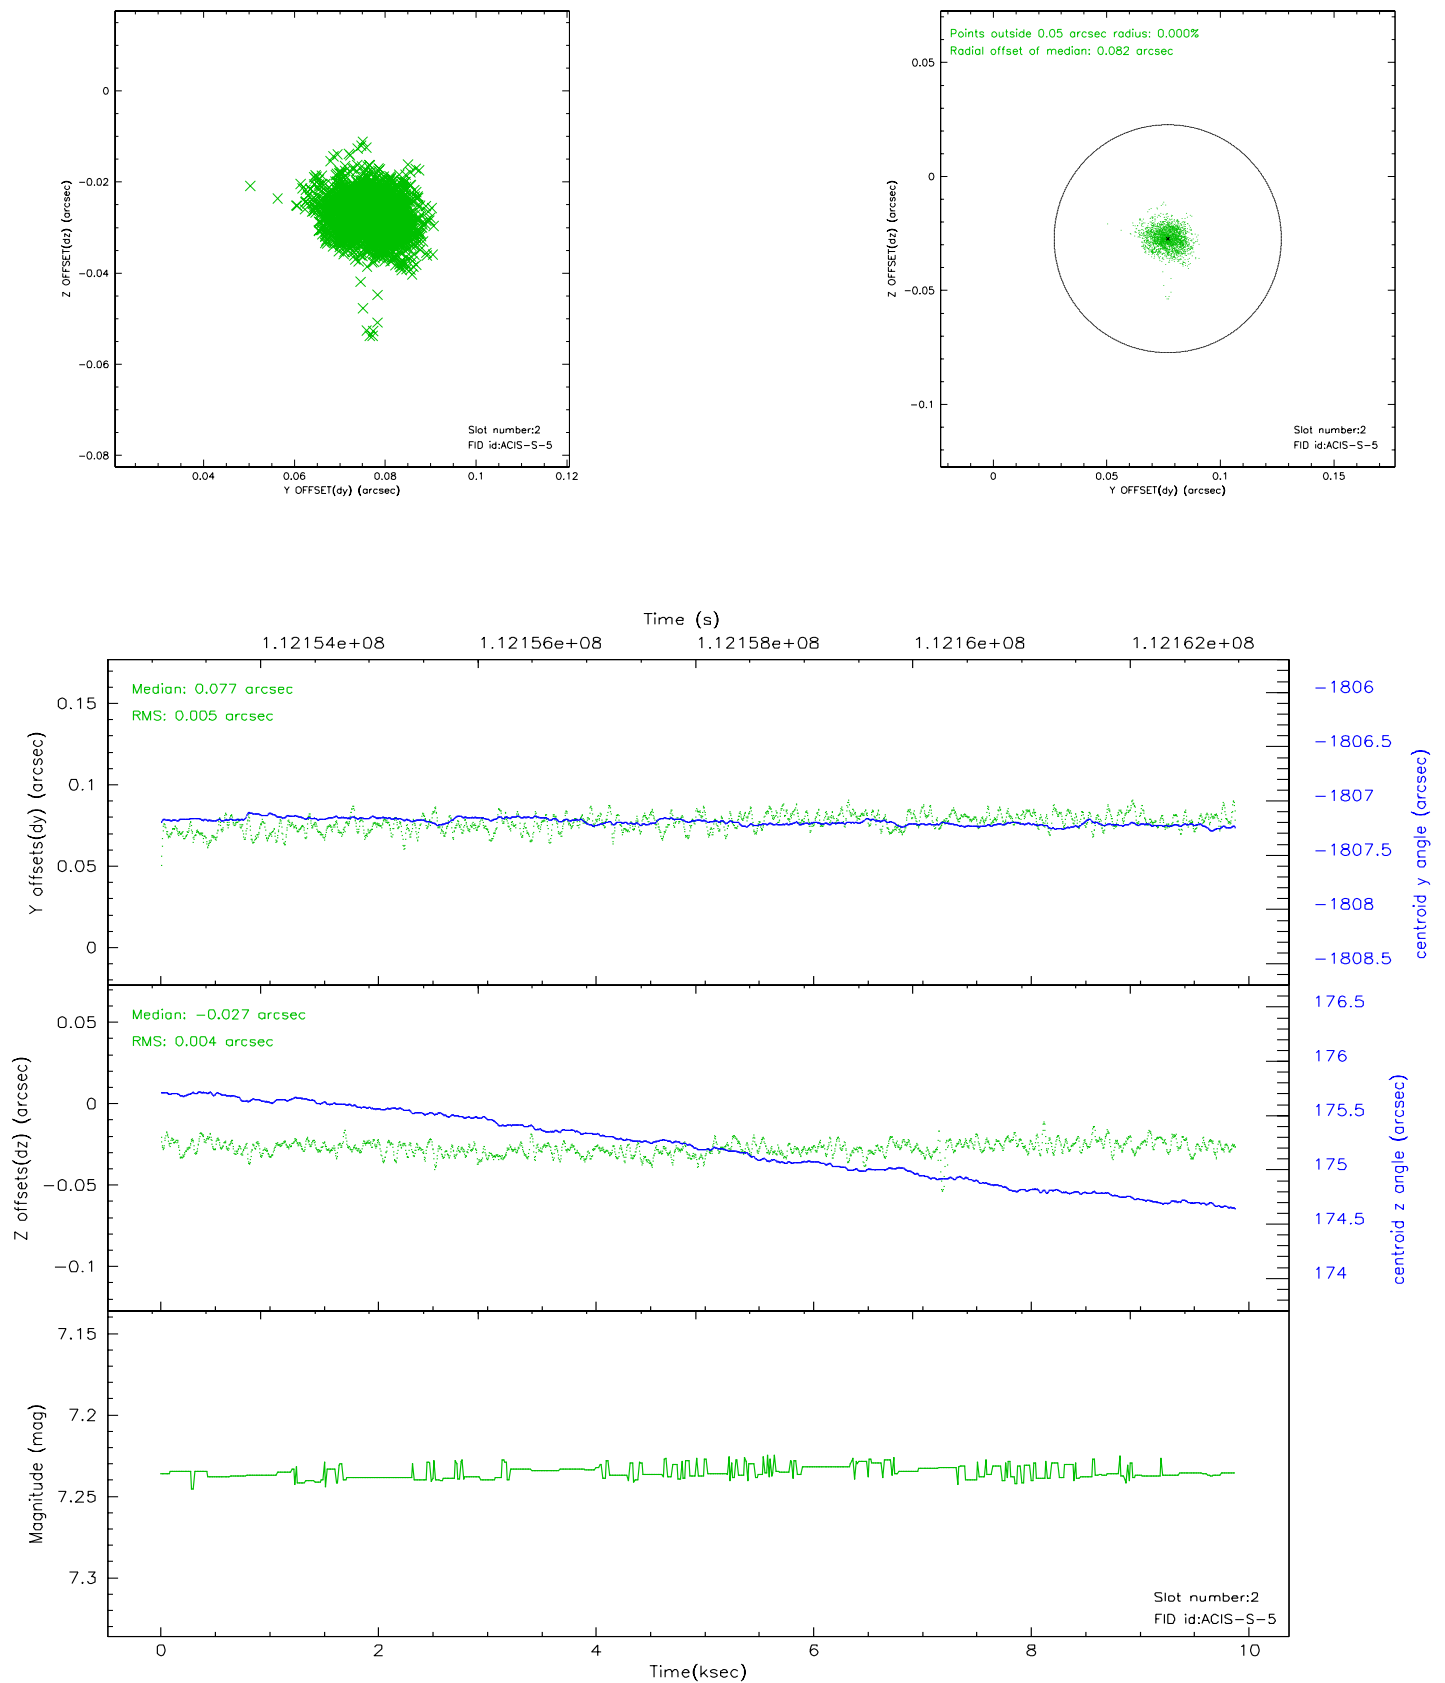 0
-0.02
-0.04
-0.06
-0.08
Z OFFSET(dz) (arcsec)
0.04 0.06 0.08 0.1 0.12
Y OFFSET(dy) (arcsec)
Slot number:2
FID id:ACIS-S-5
Points outside 0.05 arcsec radius: 0.000%
Radial offset of median: 0.082 arcsec
0.05
0
-0.05
-0.1
Z OFFSET(dz) (arcsec)
0 0.05 0.1 0.15
Y OFFSET(dy) (arcsec)
Slot number:2
FID id:ACIS-S-5
Time (s)
1.12154e+08 1.12156e+08 1.12158e+08 1.1216e+08 1.12162e+08
Median: 0.077 arcsec
RMS: 0.005 arcsec
0.15
0.1
0.05
0
Y offsets(dy) (arcsec)
-1806
-1806.5
-1807
-1807.5
-1808
-1808.5
centroid y angle (arcsec)
Median: -0.027 arcsec
RMS: 0.004 arcsec
0.05
0
-0.05
-0.1
Z offsets(dz) (arcsec)
176.5
176
175.5
175
174.5
174
centroid z angle (arcsec)
7.15
7.2
7.25
7.3
Magnitude (mag)
Slot number:2
FID id:ACIS-S-5
0 2 4 6 8 10
Time(ksec)